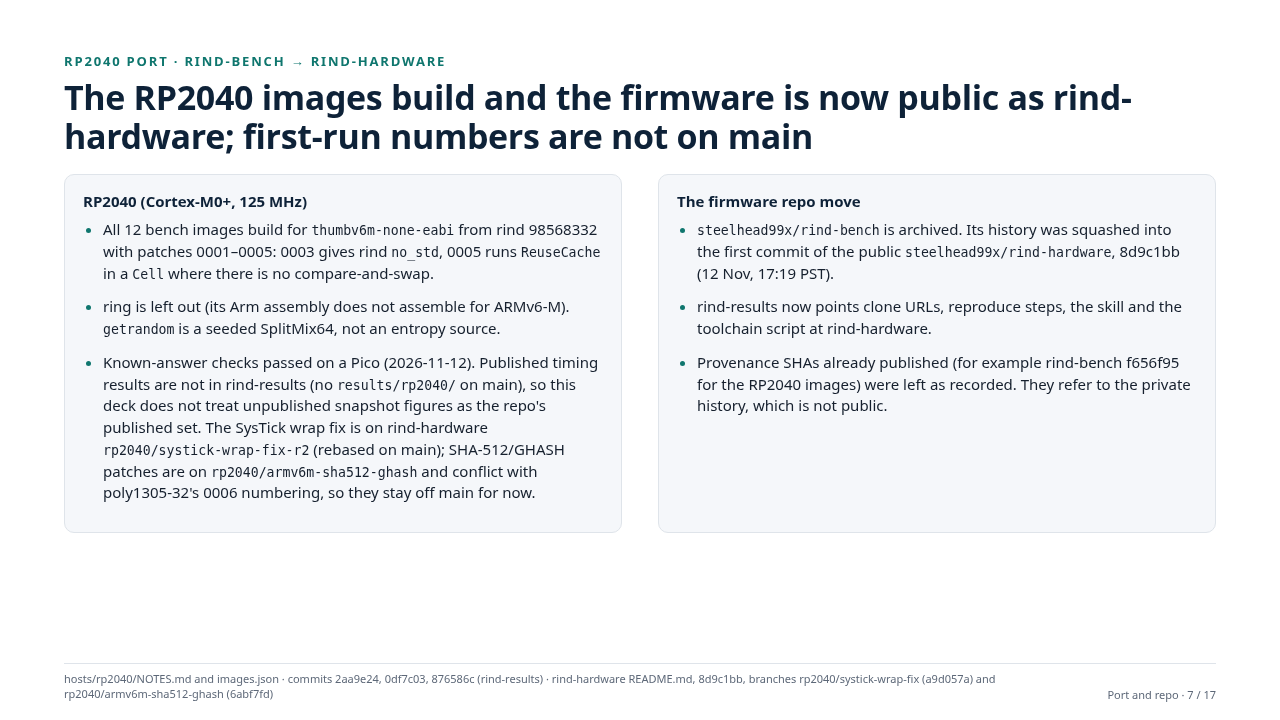 RP2040 PORT · RIND-BENCH → RIND-HARDWARE
The RP2040 images build and the firmware is now public as rind-
hardware; first-run numbers are not on main
RP2040 (Cortex-M0+, 125 MHz)
• All 12 bench images build for thumbv6m-none-eabi from rind 98568332
with patches 0001–0005: 0003 gives rind no_std, 0005 runs ReuseCache
in a Cell where there is no compare-and-swap.
• ring is left out (its Arm assembly does not assemble for ARMv6-M).
getrandom is a seeded SplitMix64, not an entropy source.
• Known-answer checks passed on a Pico (2026-11-12). Published timing
results are not in rind-results (no results/rp2040/ on main), so this
deck does not treat unpublished snapshot figures as the repo's
published set. The SysTick wrap fix is on rind-hardware
rp2040/systick-wrap-fix-r2 (rebased on main); SHA-512/GHASH
patches are on rp2040/armv6m-sha512-ghash and conflict with
poly1305-32's 0006 numbering, so they stay off main for now.
The firmware repo move
• steelhead99x/rind-bench is archived. Its history was squashed into
the first commit of the public steelhead99x/rind-hardware, 8d9c1bb
(12 Nov, 17:19 PST).
• rind-results now points clone URLs, reproduce steps, the skill and the
toolchain script at rind-hardware.
• Provenance SHAs already published (for example rind-bench f656f95
for the RP2040 images) were left as recorded. They refer to the private
history, which is not public.
hosts/rp2040/NOTES.md and images.json · commits 2aa9e24, 0df7c03, 876586c (rind-results) · rind-hardware README.md, 8d9c1bb, branches rp2040/systick-wrap-fix (a9d057a) and
rp2040/armv6m-sha512-ghash (6abf7fd)
Port and repo · 7 / 17